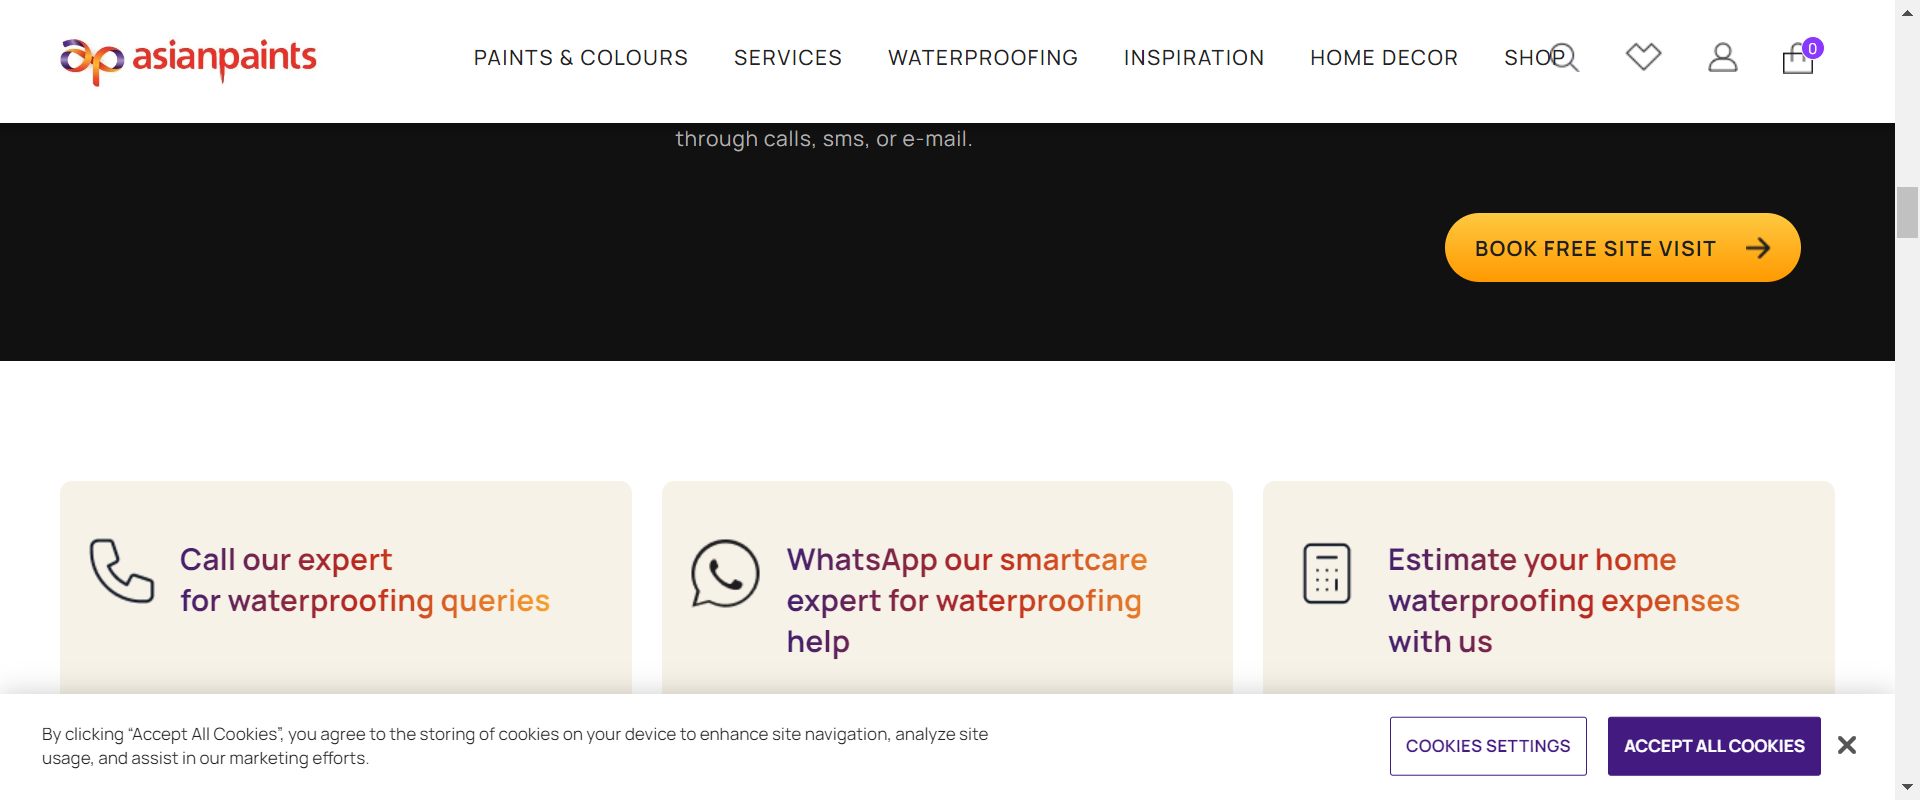 asianpaints
PAINTS & COLOURS SERVICES WATERPROOFING INSPIRATION HOME DECOR SHOP 0
through calls, sms, or e-mail.
BOOK FREE SITE VISIT
Call our expert
for waterproofing queries
WhatsApp our smartcare
expert for waterproofing
help
Estimate your home
waterproofing expenses
with us
By clicking “Accept All Cookies”, you agree to the storing of cookies on your device to enhance site navigation, analyze site
usage, and assist in our marketing efforts.
COOKIES SETTINGS
ACCEPT ALL COOKIES